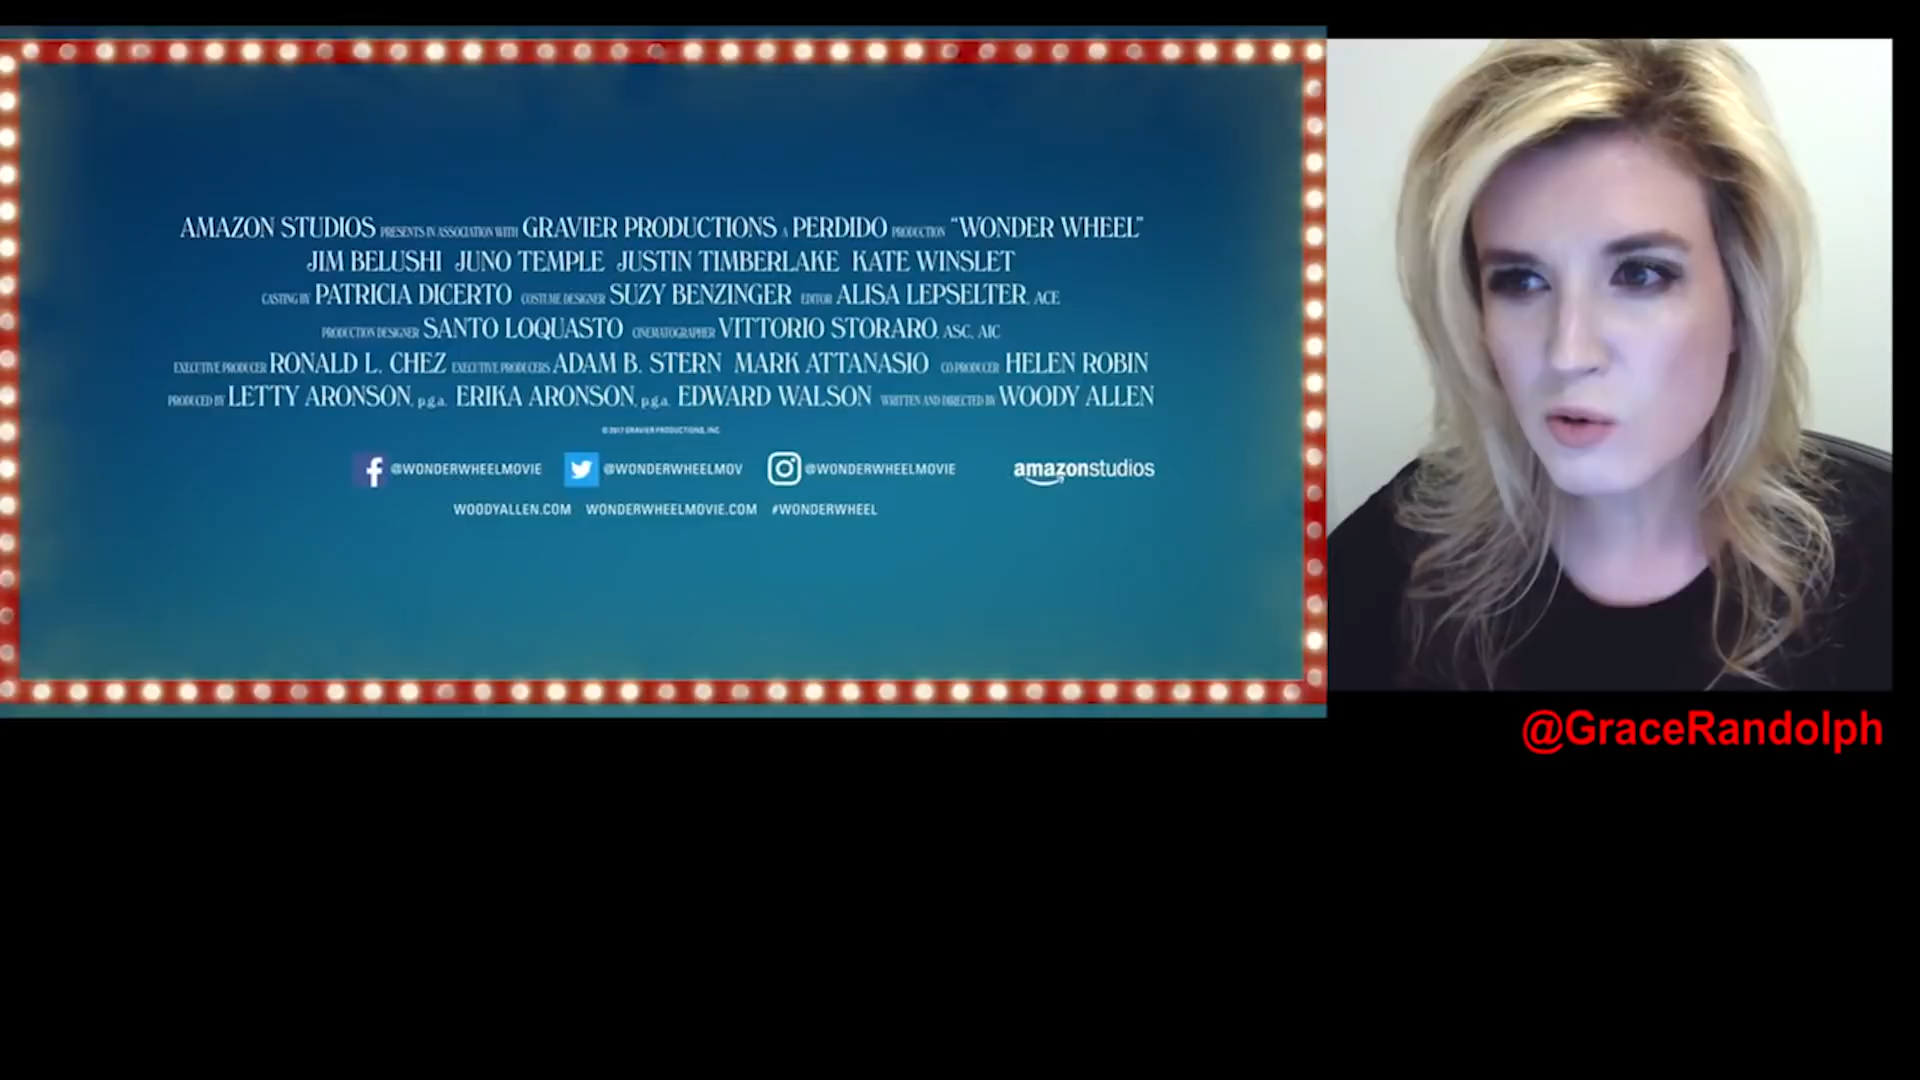 AMAZON STUDIOS PRESENTS IN ASSOCIATION WITH GRAVIER PRODUCTIONS A PERDIDO PRODUCTION “WONDER WHEEL”
JIM BELUSHI JUNO TEMPLE JUSTIN TIMBERLAKE KATE WINSLET
CASTING BY PATRICIA DICERTO COSTUME DESIGNER SUZY BENZINGER EDITOR ALISA LEPSELTER, ACE
PRODUCTION DESIGNER SANTO LOQUASTO CINEMATOGRAPHER VITTORIO STORARO, ASC, AIC
EXECUTIVE PRODUCER RONALD L. CHEZ EXECUTIVE PRODUCERS ADAM B. STERN MARK ATTANASIO CO-PRODUCER HELEN ROBIN
PRODUCED BY LETTY ARONSON, p.g.a. ERIKA ARONSON, p.g.a. EDWARD WALSON WRITTEN AND DIRECTED BY WOODY ALLEN
© 2017 GRAVIER PRODUCTIONS, INC.
@WONDERWHEELMOVIE @WONDERWHEELMOV @WONDERWHEELMOVIE amazonstudios
WOODYALLEN.COM WONDERWHEELMOVIE.COM #WONDERWHEEL
@GraceRandolph